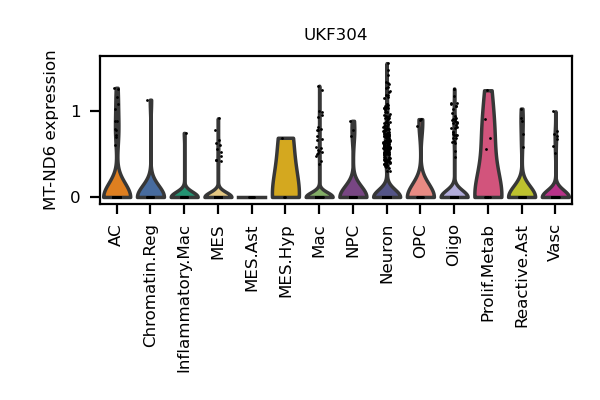 UKF304
MT-ND6 expression
1
0
AC
Chromatin.Reg
Inflammatory.Mac
MES
MES.Ast
MES.Hyp
Mac
NPC
Neuron
OPC
Oligo
Prolif.Metab
Reactive.Ast
Vasc